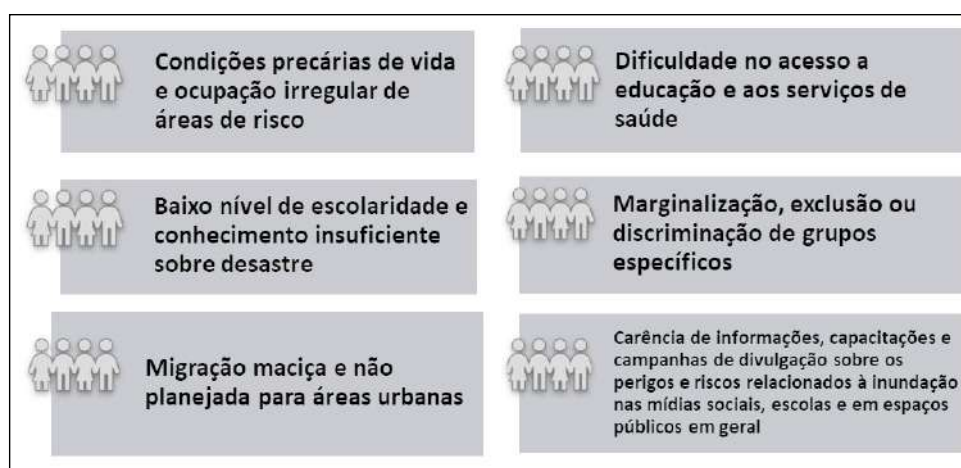 Condições precárias de vida
e ocupação irregular de
áreas de risco
Dificuldade no acesso a
educação e aos serviços de
saúde
Baixo nível de escolaridade e
conhecimento insuficiente
sobre desastre
Marginalização, exclusão ou
discriminação de grupos
específicos
Migração maciça e não
planejada para áreas urbanas
Carência de informações, capacitações e
campanhas de divulgação sobre os
perigos e riscos relacionados à inundação
nas mídias sociais, escolas e em espaços
públicos em geral